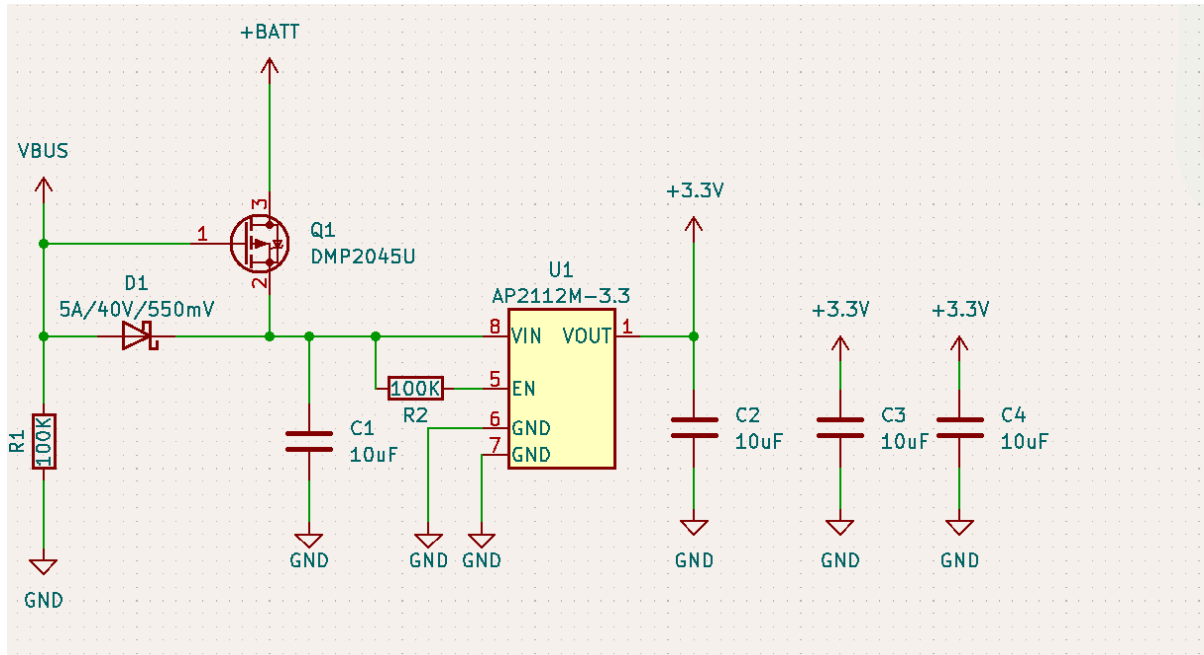 +BATT
VBUS
3
1
Q1
DMP2045U
2
D1
5A/40V/550mV
U1
AP2112M-3.3
8
VIN
VOUT
1
+3.3V
+3.3V
+3.3V
100K
R2
5
EN
6
GND
7
GND
R1
100K
C1
10uF
C2
10uF
C3
10uF
C4
10uF
GND
GND
GND
GND
GND
GND
GND